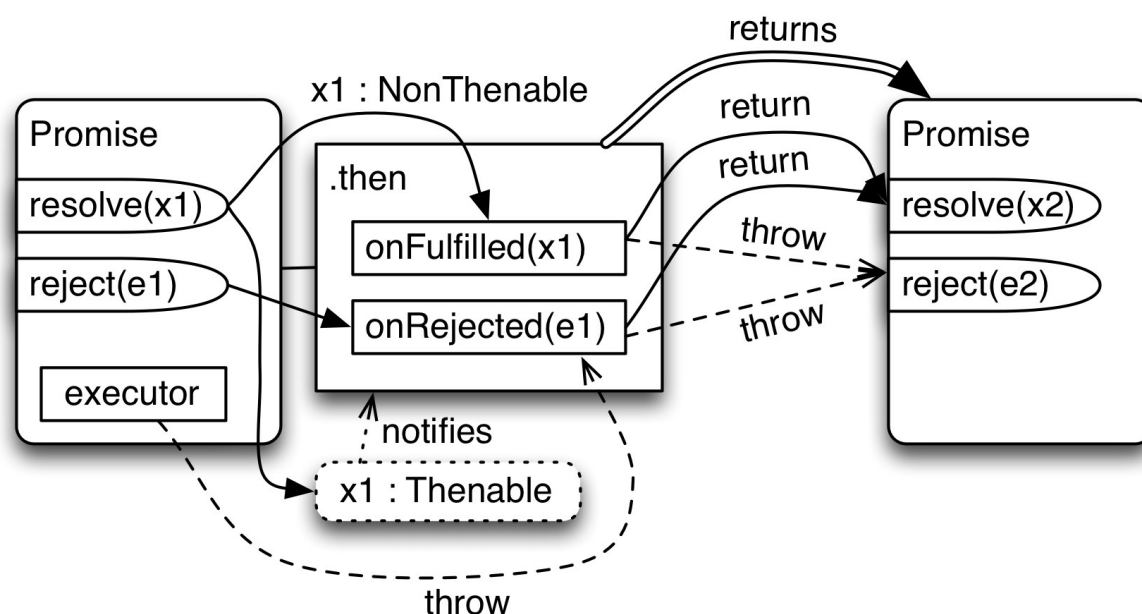 returns
x1 : NonThenable
return
Promise
.then
return
Promise
resolve(x1)
onFulfilled(x1)
throw
resolve(x2)
reject(e1)
onRejected(e1)
throw
reject(e2)
executor
notifies
x1 : Thenable
throw